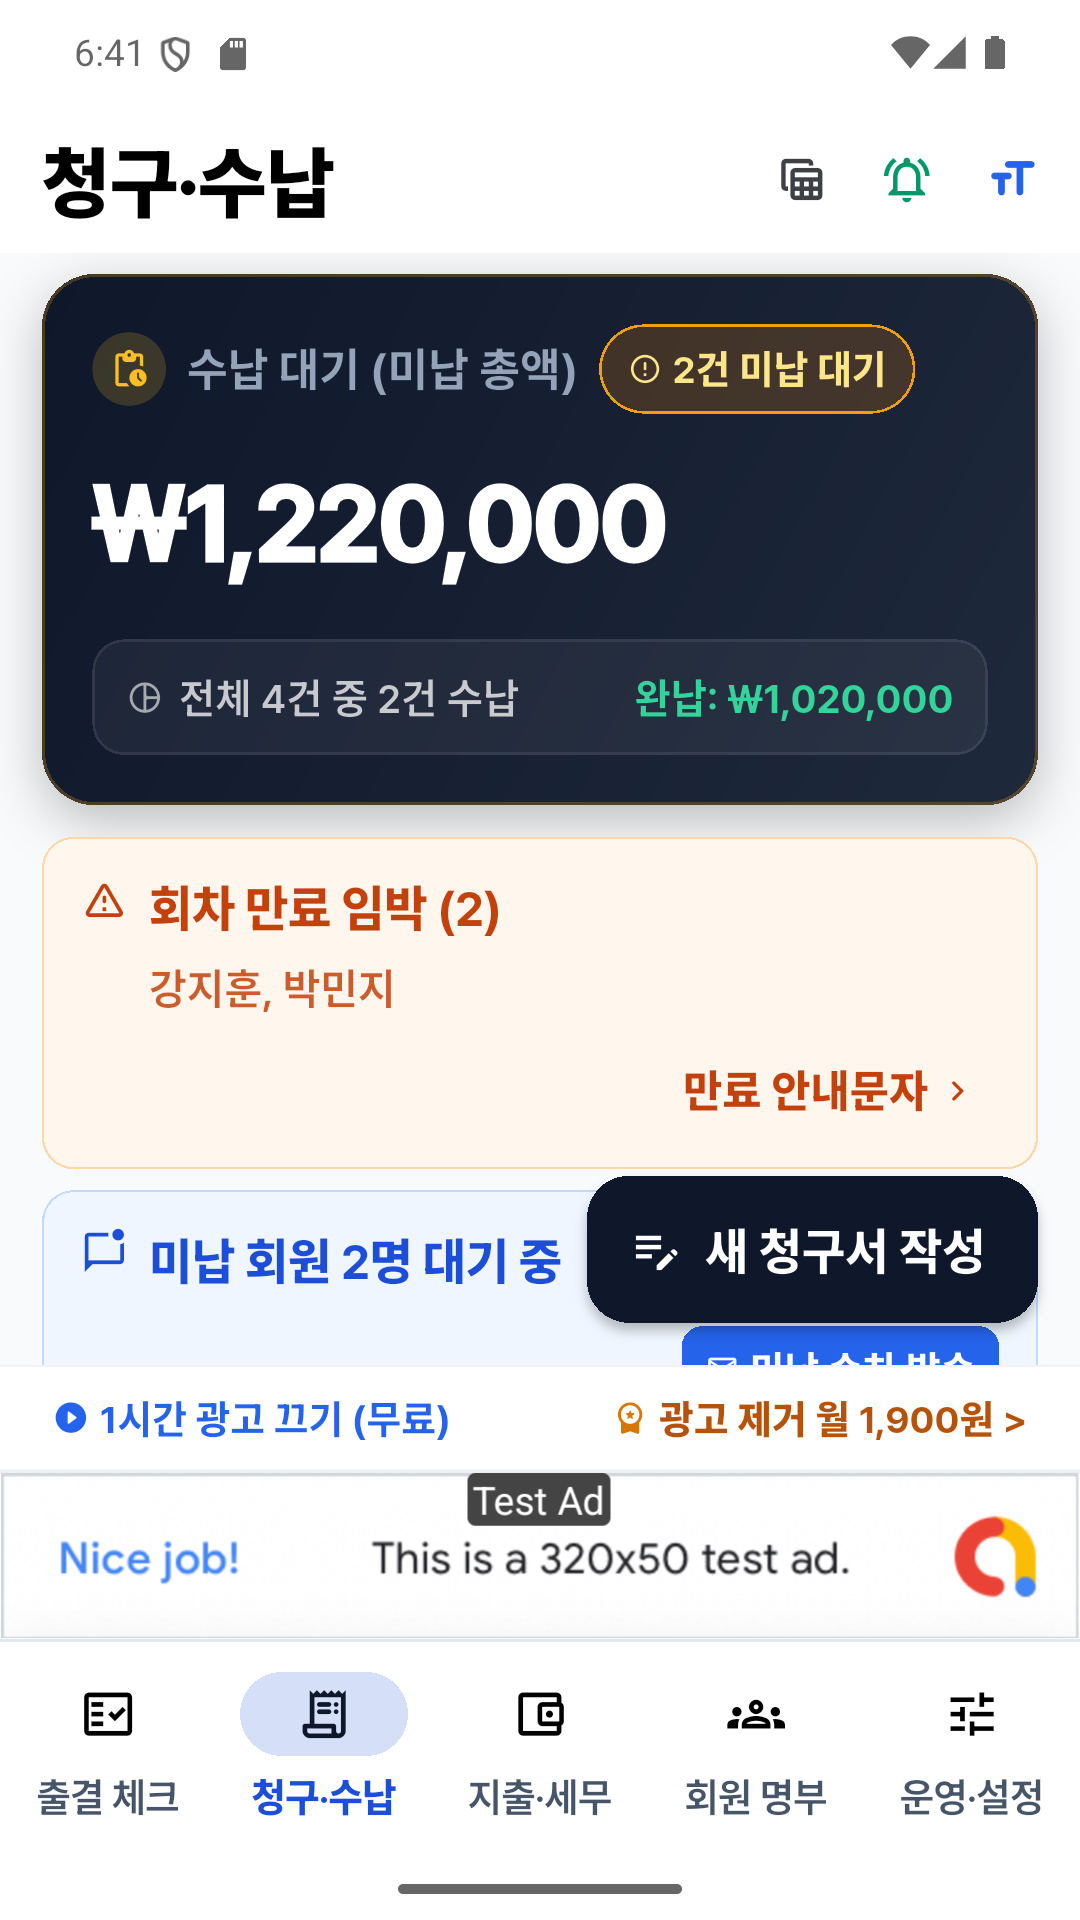 6:41
청구·수납
수납 대기 (미납 총액)
2건 미납 대기
₩1,220,000
전체 4건 중 2건 수납
완납: ₩1,020,000
회차 만료 임박 (2)
강지훈, 박민지
만료 안내문자
미납 회원 2명 대기 중
새 청구서 작성
1시간 광고 끄기 (무료)
광고 제거 월 1,900원 >
Test Ad
Nice job!
This is a 320x50 test ad.
출결 체크
청구·수납
지출·세무
회원 명부
운영·설정